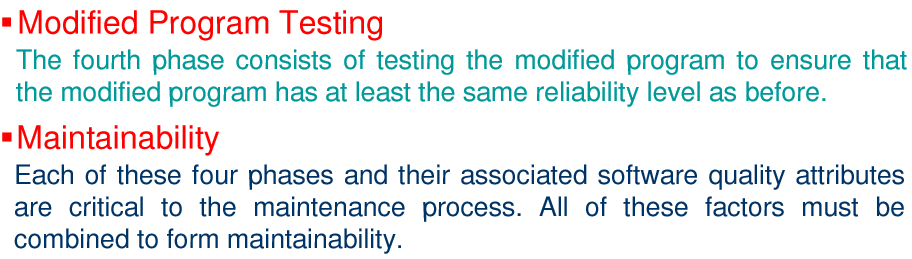 ▪Modified Program Testing
The fourth phase consists of testing the modified program to ensure that
the modified program has at least the same reliability level as before.
▪Maintainability
Each of these four phases and their associated software quality attributes
are critical to the maintenance process. All of these factors must be
combined to form maintainability.